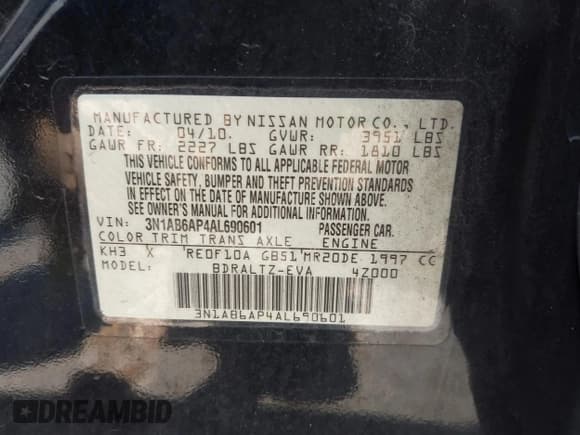 MANUFACTURED BY NISSAN MOTOR CO., LTD.
DATE: 04/10. GVWR: 3951 LBS
GAWR FR: 2227 LBS GAWR RR: 1810 LBS
THIS VEHICLE CONFORMS TO ALL APPLICABLE FEDERAL MOTOR
VEHICLE SAFETY, BUMPER AND THEFT PREVENTION STANDARDS
IN EFFECT ON THE DATE OF MANUFACTURE SHOWN ABOVE.
SEE OWNER'S MANUAL FOR ADDITIONAL INFORMATION.
VIN: 3N1AB6AP4AL690601 PASSENGER CAR.
COLOR TRIM TRANS AXLE ENGINE
KH3 X RE0F10A GB51 MR20DE 1997 CC
MODEL: BDRALTZ-EVA 4Z000
3N1AB6AP4AL690601
DREAMBID